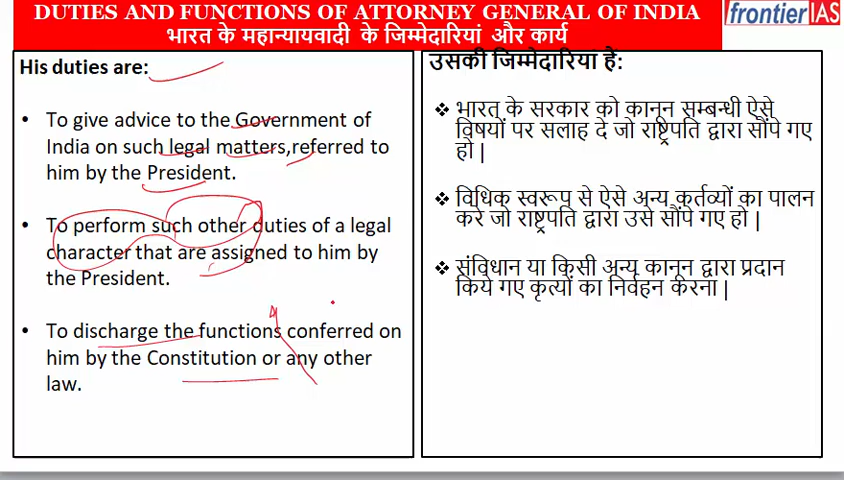 DUTIES AND FUNCTIONS OF ATTORNEY GENERAL OF INDIA
भारत के महान्यायवादी के जिम्मेदारियां और कार्य
frontier IAS
His duties are:
• To give advice to the Government of
India on such legal matters,referred to
him by the President.
• To perform such other duties of a legal
character that are assigned to him by
the President.
• To discharge the functions conferred on
him by the Constitution or any other
law.
उसकी जिम्मेदारिया है:
❖ भारत के सरकार को कानून सम्बन्धी ऐसे
विषयों पर सलाह दे जो राष्ट्रपति द्वारा सौंपे गए
हो |
❖ विधिक स्वरूप से ऐसे अन्य कर्तव्यों का पालन
करे जो राष्ट्रपति द्वारा उसे सौंपे गए हो |
❖ संविधान या किसी अन्य कानून द्वारा प्रदान
किये गए कृत्यों का निर्वहन करना |